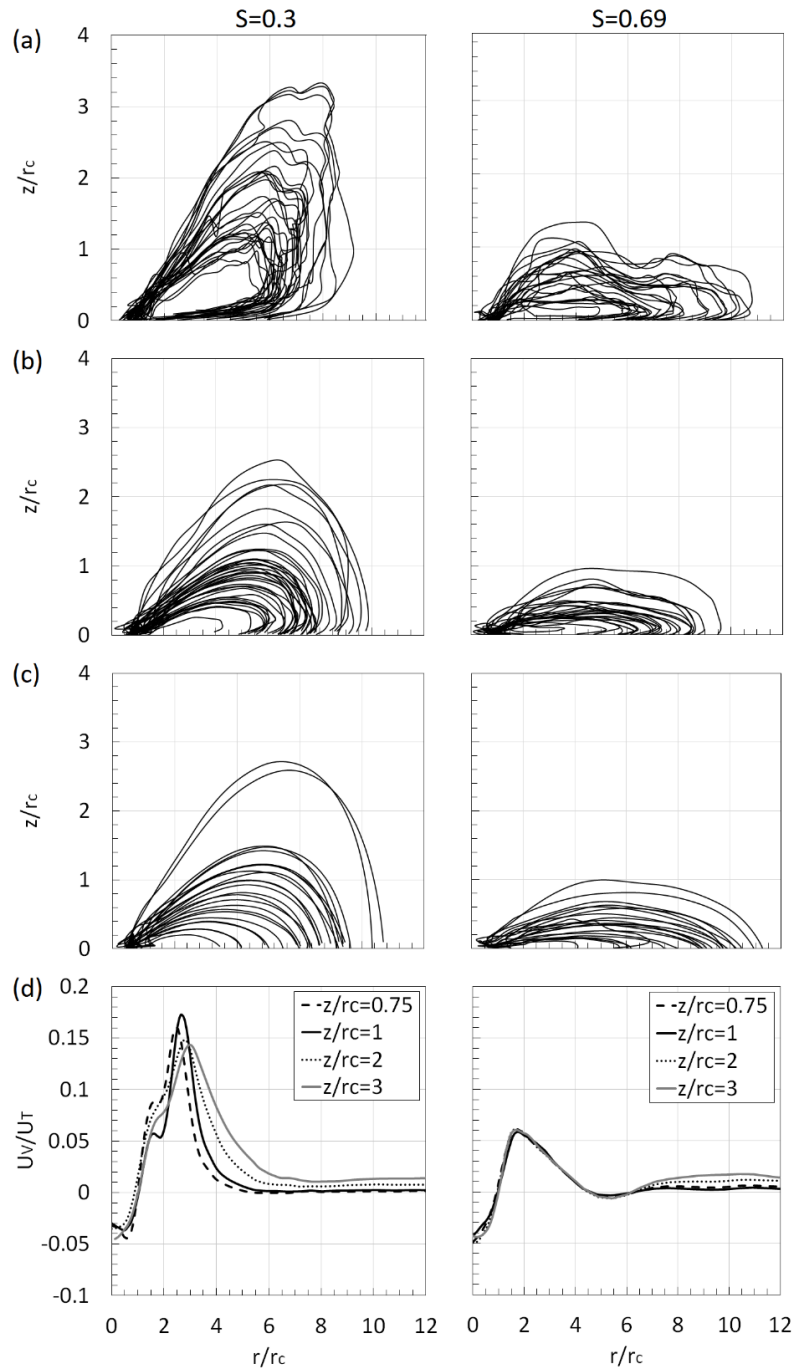 S=0.3 S=0.69
(a)
4
3
z/rc
2
1
0
(b)
4
3
z/rc
2
1
0
(c)
4
3
z/rc
2
1
0
(d)
0.2
0.15
0.1
Uv/UT
0.05
0
-0.05
-0.1
z/rc=0.75
z/rc=1
z/rc=2
z/rc=3
z/rc=0.75
z/rc=1
z/rc=2
z/rc=3
0 2 4 6 8 10 12 0 2 4 6 8 10 12
r/rc r/rc